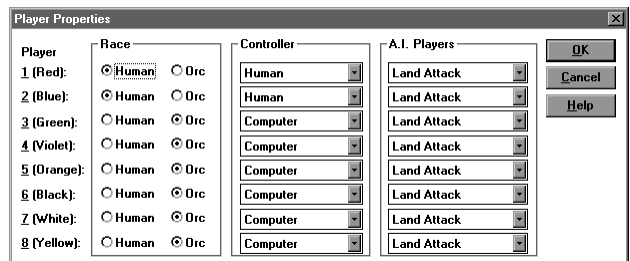 Player Properties
Player Race Controller A.I. Players OK
1 (Red): Human Orc Human Land Attack Cancel
2 (Blue): Human Orc Human Land Attack Help
3 (Green): Human Orc Computer Land Attack
4 (Violet): Human Orc Computer Land Attack
5 (Orange): Human Orc Computer Land Attack
6 (Black): Human Orc Computer Land Attack
7 (White): Human Orc Computer Land Attack
8 (Yellow): Human Orc Computer Land Attack